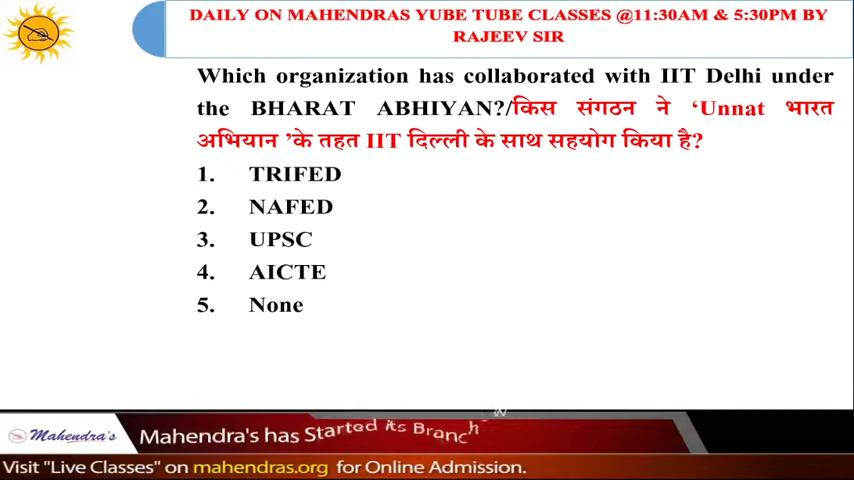 DAILY ON MAHENDRAS YUBE TUBE CLASSES @11:30AM & 5:30PM BY
RAJEEV SIR
Which organization has collaborated with IIT Delhi under
the BHARAT ABHIYAN?/किस संगठन ने ‘Unnat भारत
अभियान ’के तहत IIT दिल्ली के साथ सहयोग किया है?
1. TRIFED
2. NAFED
3. UPSC
4. AICTE
5. None
Mahendra's
Mahendra's has Started its Branch
Visit "Live Classes" on mahendras.org for Online Admission.